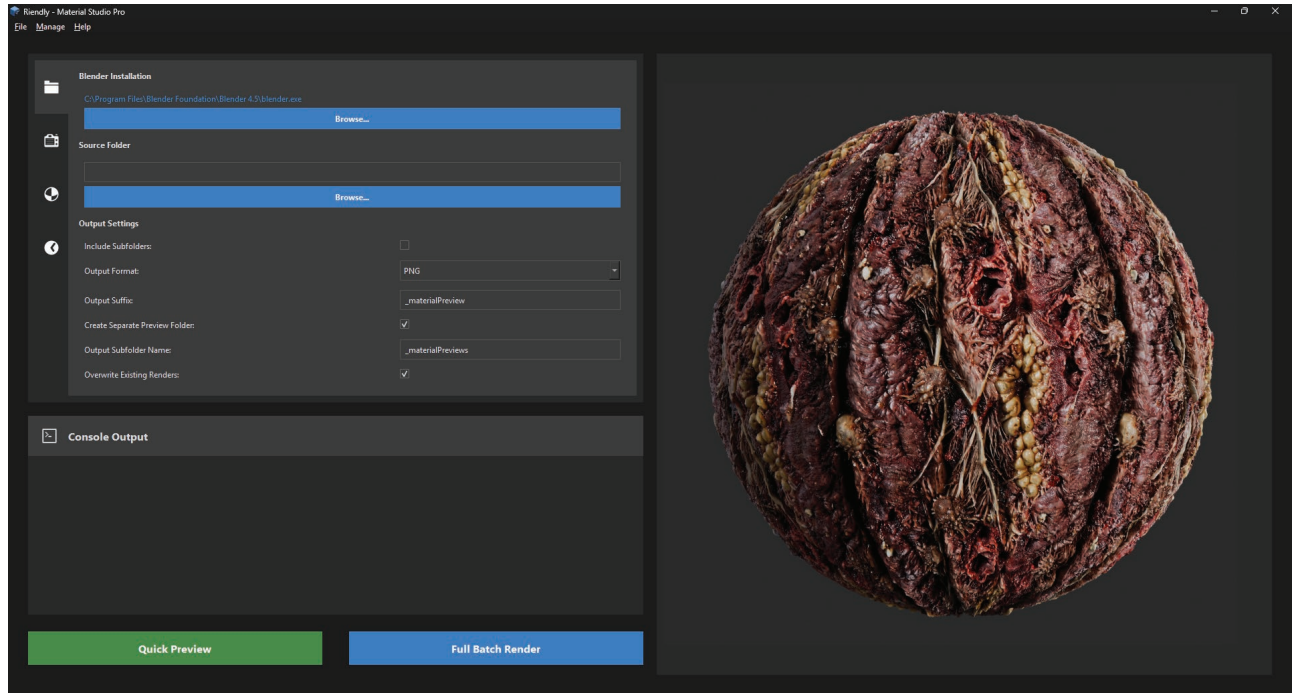 Riendly - Material Studio Pro
File Manage Help
Blender Installation
C:\Program Files\Blender Foundation\Blender 4.5\blender.exe
Browse...
Source Folder
Browse...
Output Settings
Include Subfolders:
Output Format: PNG
Output Suffix: _materialPreview
Create Separate Preview Folder:
Output Subfolder Name: _materialPreviews
Overwrite Existing Renders:
Console Output
Quick Preview Full Batch Render